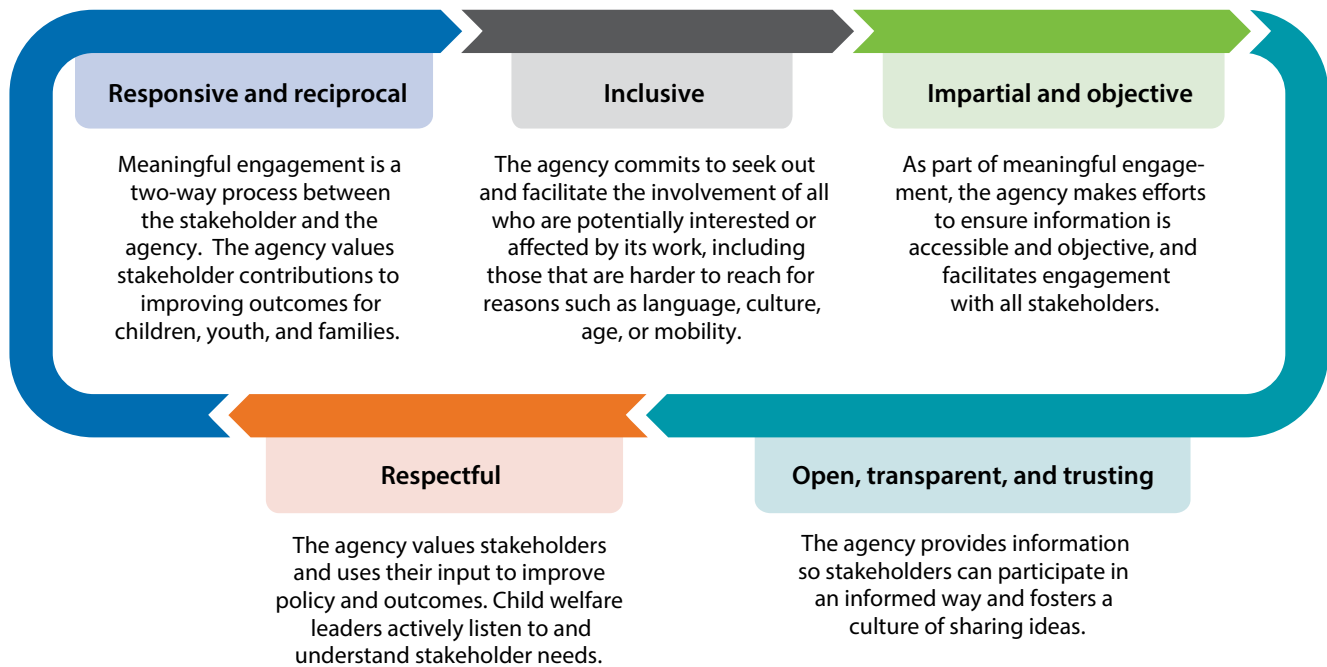 Responsive and reciprocal
Meaningful engagement is a
two-way process between
the stakeholder and the
agency.  The agency values
stakeholder contributions to
improving outcomes for
children, youth, and families.
Inclusive
The agency commits to seek out
and facilitate the involvement of all
who are potentially interested or
affected by its work, including
those that are harder to reach for
reasons such as language, culture,
age, or mobility.
Impartial and objective
As part of meaningful engage-
ment, the agency makes efforts
to ensure information is
accessible and objective, and
facilitates engagement
with all stakeholders.
Respectful
The agency values stakeholders
and uses their input to improve
policy and outcomes. Child welfare
leaders actively listen to and
understand stakeholder needs.
Open, transparent, and trusting
The agency provides information
so stakeholders can participate in
an informed way and fosters a
culture of sharing ideas.